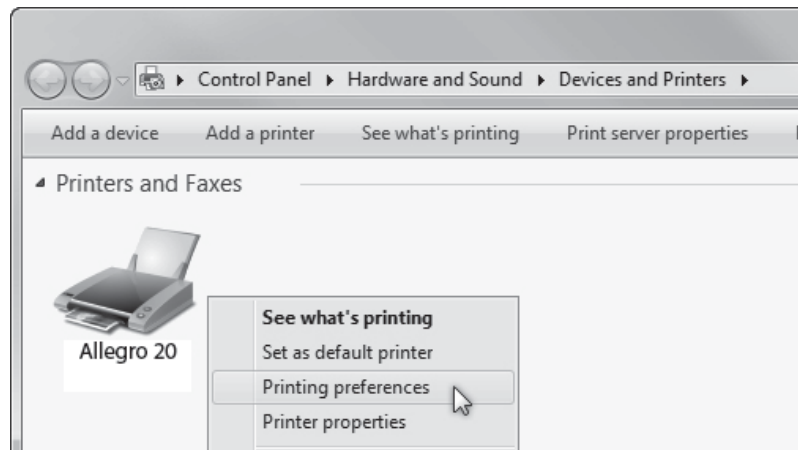 Control Panel Hardware and Sound Devices and Printers
Add a device Add a printer See what's printing Print server properties
Printers and Faxes
Allegro 20
See what's printing
Set as default printer
Printing preferences
Printer properties